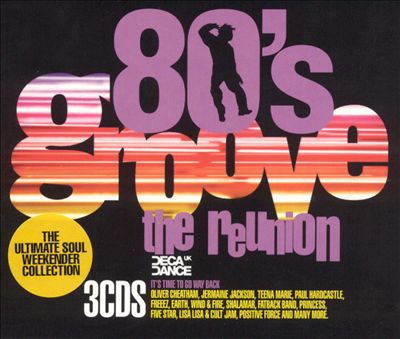 80's
groove
the reunion
THE
ULTIMATE SOUL
WEEKENDER
COLLECTION
DECA UK
DANCE
3CDS
IT'S TIME TO GO WAY BACK
OLIVER CHEATHAM, JERMAINE JACKSON, TEENA MARIE, PAUL HARDCASTLE,
FREEEZ, EARTH, WIND & FIRE, SHALAMAR, FATBACK BAND, PRINCESS,
FIVE STAR, LISA LISA & CULT JAM, POSITIVE FORCE AND MANY MORE.